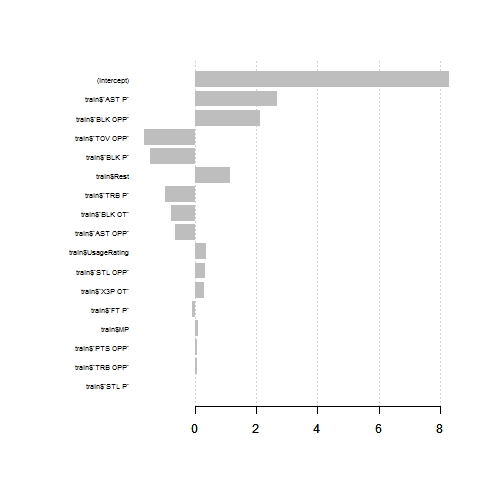 (Intercept)
train$`AST P`
train$`BLK OPP`
train$`TOV OPP`
train$`BLK P`
train$Rest
train$`TRB P`
train$`BLK OT`
train$`AST OPP`
train$UsageRating
train$`STL OPP`
train$`X3P OT`
train$`FT P`
train$MP
train$`PTS OPP`
train$`TRB OPP`
train$`STL P`
0 2 4 6 8